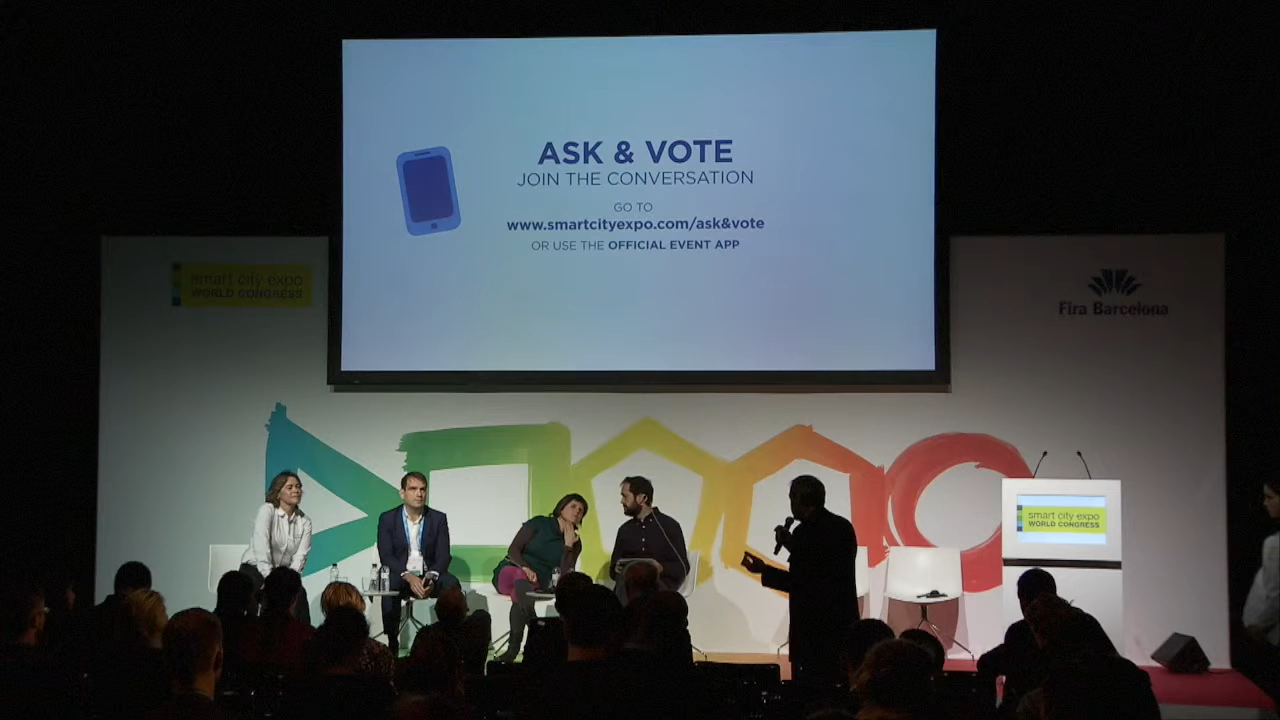 ASK & VOTE
JOIN THE CONVERSATION
GO TO
www.smartcityexpo.com/ask&vote
OR USE THE OFFICIAL EVENT APP
smart city expo
WORLD CONGRESS
Fira Barcelona
smart city expo
WORLD CONGRESS